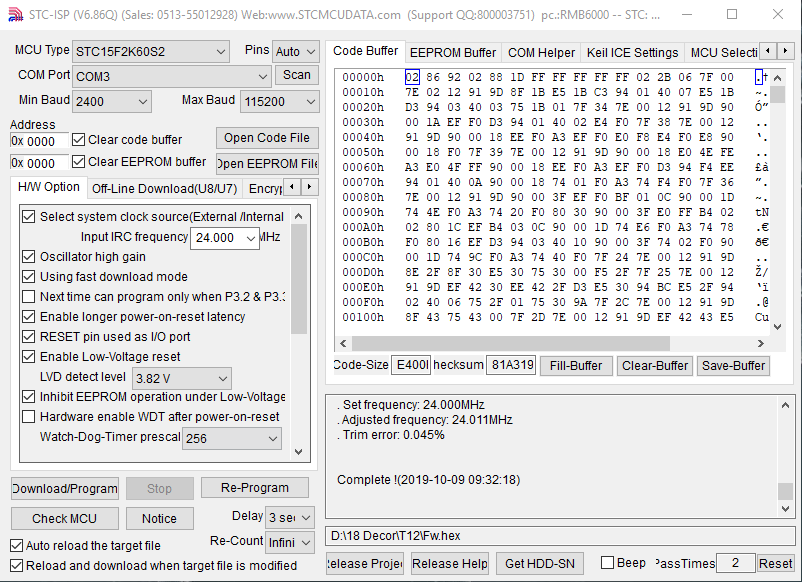 STC-ISP (V6.86Q) (Sales: 0513-55012928) Web:www.STCMCUDATA.com (Support QQ:800003751) pc.:RMB6000 -- STC: ...
MCU Type STC15F2K60S2 Pins Auto
COM Port COM3 Scan
Min Baud 2400 Max Baud 115200
Address
0x 0000 Clear code buffer Open Code File
0x 0000 Clear EEPROM buffer Open EEPROM File
H/W Option Off-Line Download(U8/U7) Encryp
Select system clock source(External /Internal
Input IRC frequency 24.000 MHz
Oscillator high gain
Using fast download mode
Next time can program only when P3.2 & P3.3
Enable longer power-on-reset latency
RESET pin used as I/O port
Enable Low-Voltage reset
LVD detect level 3.82 V
Inhibit EEPROM operation under Low-Voltage
Hardware enable WDT after power-on-reset
Watch-Dog-Timer prescal 256
Download/Program Stop Re-Program
Check MCU Notice Delay 3 sec
Auto reload the target file Re-Count Infini
Reload and download when target file is modified
Code Buffer EEPROM Buffer COM Helper Keil ICE Settings MCU Selecti
00000h 02 86 92 02 88 1D FF FF FF FF FF 02 2B 06 7F 00 .†
00010h 7E 02 12 91 9D 8F 1B E5 1B C3 94 01 40 07 E5 1B ~.
00020h D3 94 03 40 03 75 1B 01 7F 34 7E 00 12 91 9D 90 Ó”
00030h 00 1A EF F0 D3 94 01 40 02 E4 F0 7F 38 7E 00 12 ..
00040h 91 9D 90 00 18 EE F0 A3 EF F0 E0 F8 E4 F0 E8 90 ‘.
00050h 00 18 F0 7F 39 7E 00 12 91 9D 90 00 18 E0 4E FE ..
00060h A3 E0 4F FF 90 00 18 EE F0 A3 EF F0 D3 94 F4 EE £à
00070h 94 01 40 0A 90 00 18 74 01 F0 A3 74 F4 F0 7F 36 ”.
00080h 7E 00 12 91 9D 90 00 3F EF F0 BF 01 0C 90 00 1D ~.
00090h 74 4E F0 A3 74 20 F0 80 30 90 00 3F E0 FF B4 02 tN
000A0h 02 80 1C EF B4 03 0C 90 00 1D 74 E6 F0 A3 74 78 .€
000B0h F0 80 16 EF D3 94 03 40 10 90 00 3F 74 02 F0 90 ð€
000C0h 00 1D 74 9C F0 A3 74 40 F0 7F 24 7E 00 12 91 9D ..
000D0h 8E 2F 8F 30 E5 30 75 30 00 F5 2F 7F 25 7E 00 12 Ž/
000E0h 91 9D EF 42 30 EE 42 2F D3 E5 30 94 BC E5 2F 94 ‘ï
000F0h 02 40 06 75 2F 01 75 30 9A 7F 2C 7E 00 12 91 9D .@
00100h 8F 43 75 43 00 7F 2D 7E 00 12 91 9D EF 42 43 E5 Cu
Code-Size E400H hecksum 81A319 Fill-Buffer Clear-Buffer Save-Buffer
. Set frequency: 24.000MHz
. Adjusted frequency: 24.011MHz
. Trim error: 0.045%
Complete !(2019-10-09 09:32:18)
D:\18 Decor\T12\Fw.hex
Release Projec Release Help Get HDD-SN Beep PassTimes 2 Reset